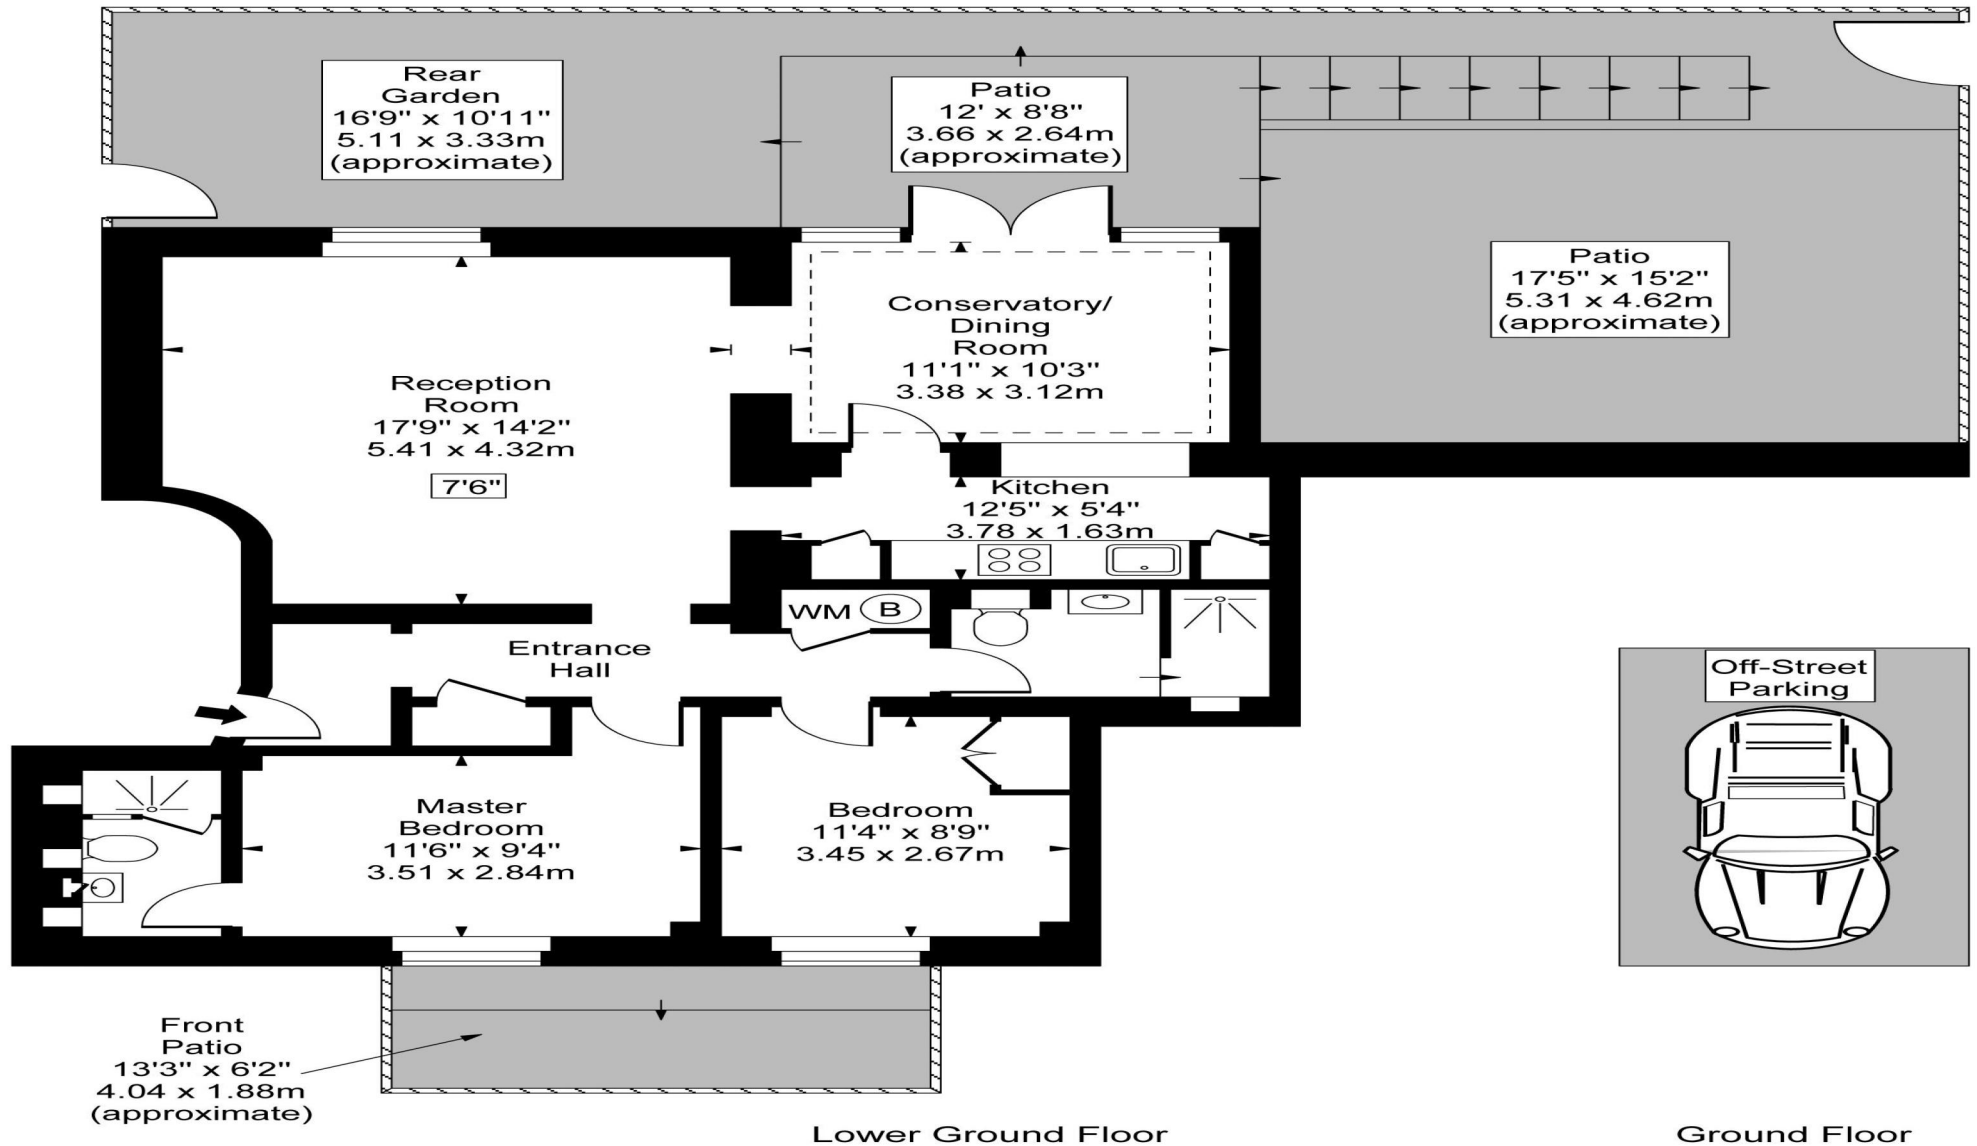 Rear
Garden
16'9" x 10'11"
5.11 x 3.33m
(approximate)
Patio
12' x 8'8"
3.66 x 2.64m
(approximate)
Patio
17'5" x 15'2"
5.31 x 4.62m
(approximate)
Conservatory/
Dining
Room
11'1" x 10'3"
3.38 x 3.12m
Reception
Room
17'9" x 14'2"
5.41 x 4.32m
7'6"
Kitchen
12'5" x 5'4"
3.78 x 1.63m
WM B
Entrance
Hall
Off-Street
Parking
Master
Bedroom
11'6" x 9'4"
3.51 x 2.84m
Bedroom
11'4" x 8'9"
3.45 x 2.67m
Front
Patio
13'3" x 6'2"
4.04 x 1.88m
(approximate)
Lower Ground Floor
Ground Floor